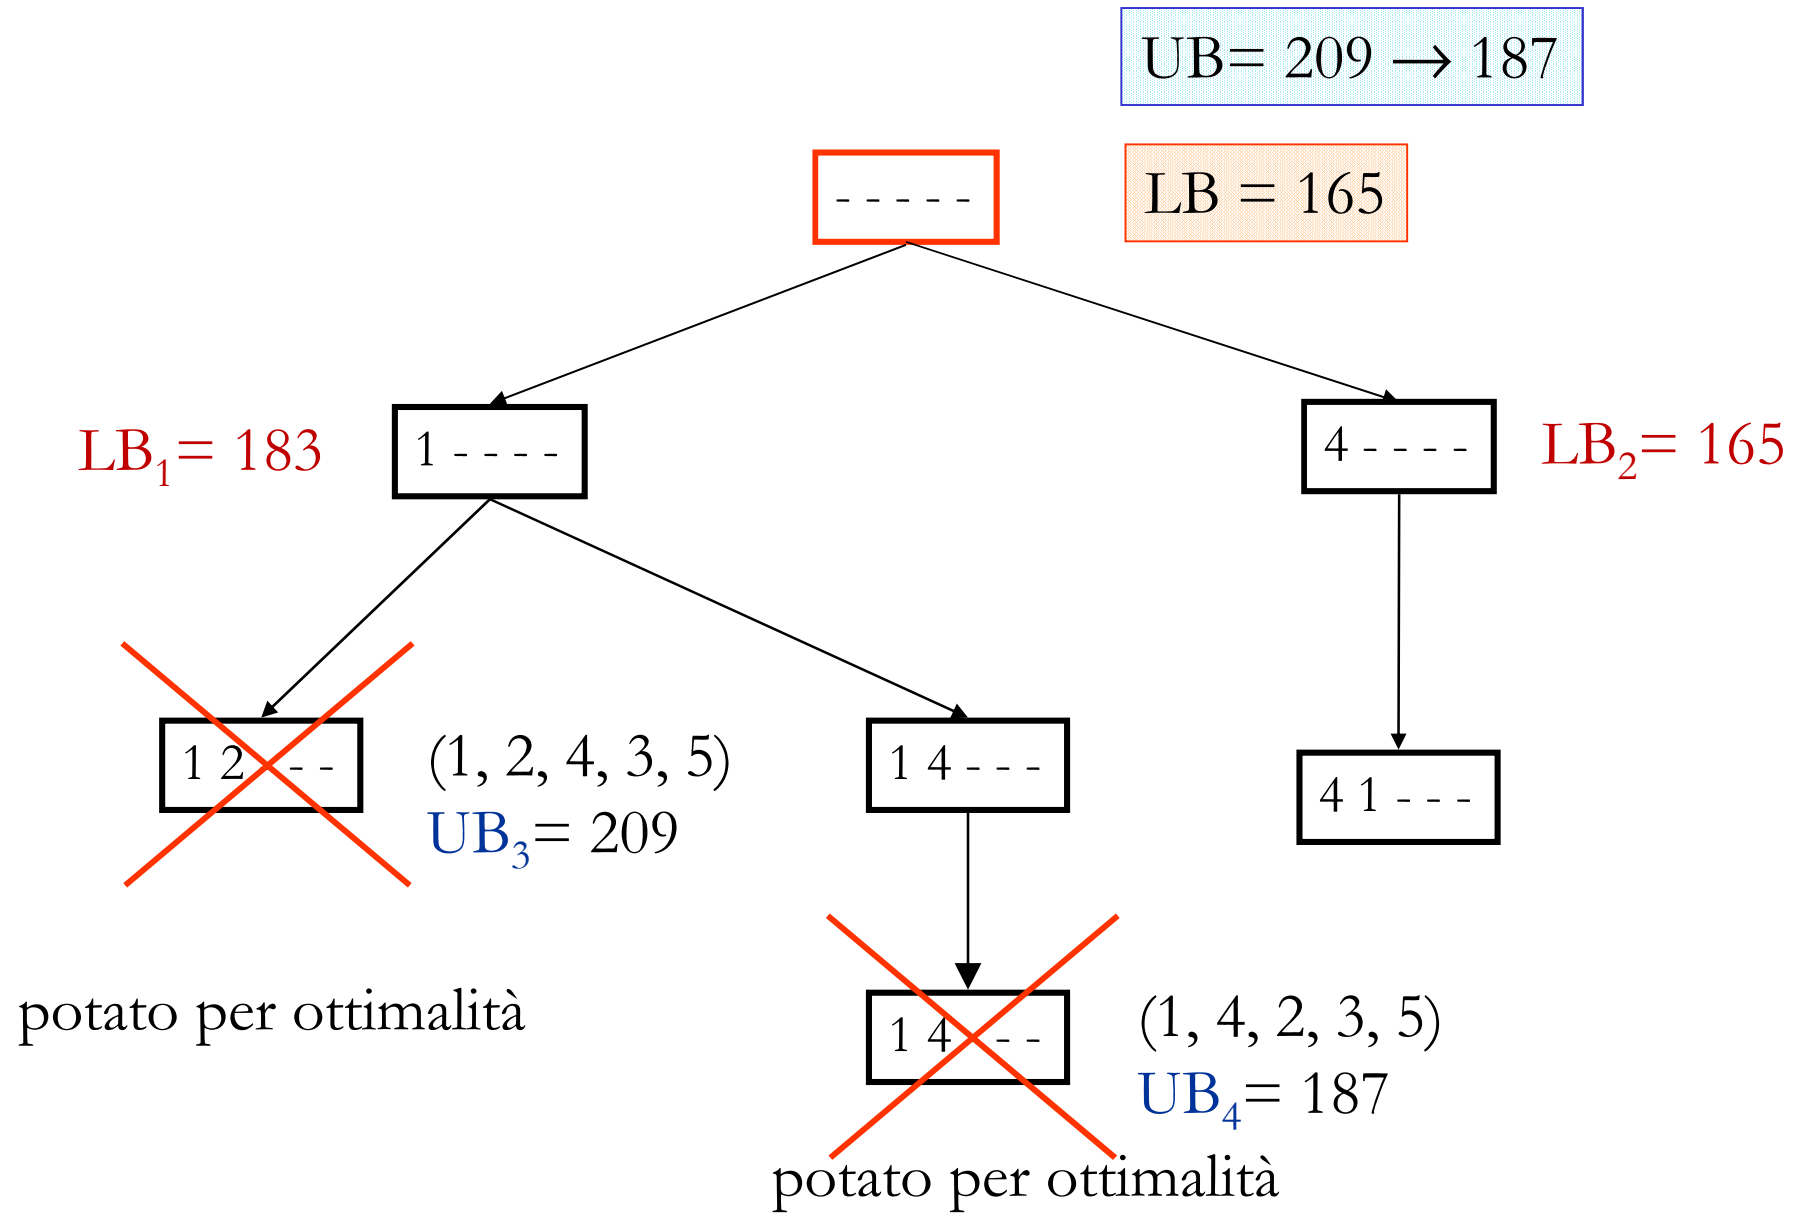 UB= 209 → 187
- - - - -
LB = 165
LB1= 183
1 - - - -
4 - - - -
LB2= 165
1 2 - - -
(1, 2, 4, 3, 5)
UB3= 209
1 4 - - -
4 1 - - -
potato per ottimalità
1 4 - - -
(1, 4, 2, 3, 5)
UB4= 187
potato per ottimalità